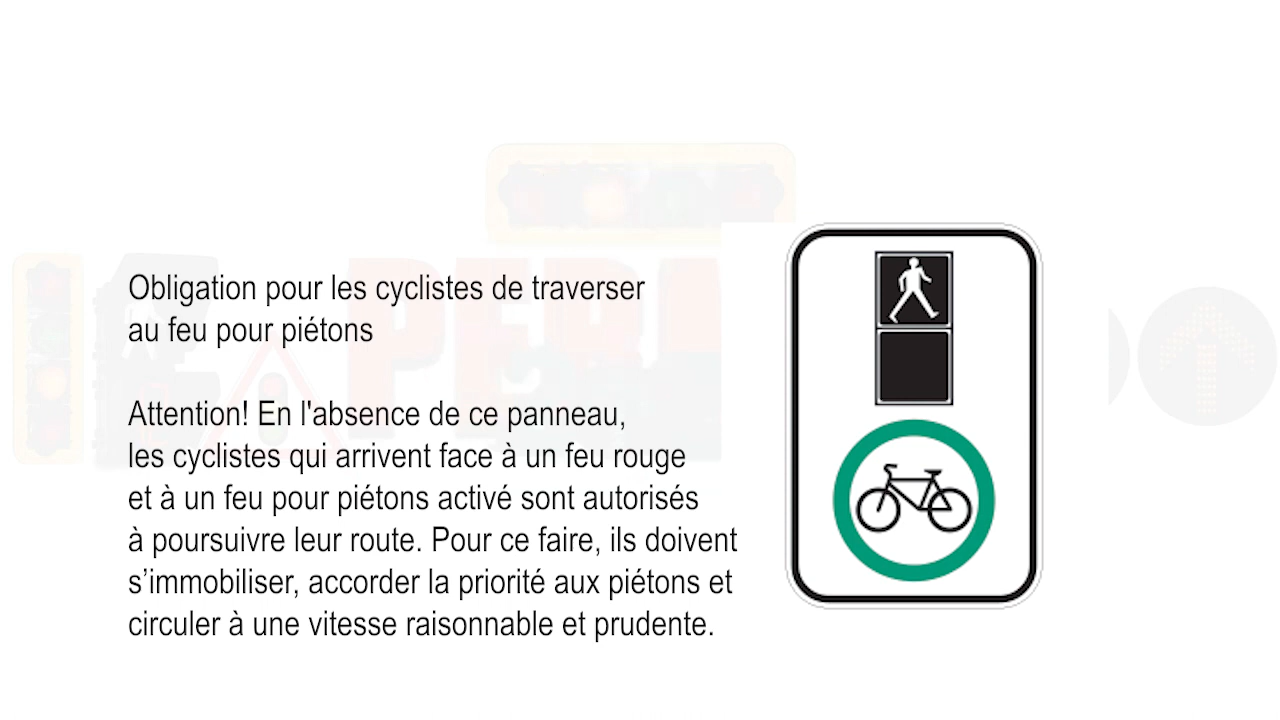 Obligation pour les cyclistes de traverser
au feu pour piétons
Attention! En l'absence de ce panneau,
les cyclistes qui arrivent face à un feu rouge
et à un feu pour piétons activé sont autorisés
à poursuivre leur route. Pour ce faire, ils doivent
s’immobiliser, accorder la priorité aux piétons et
circuler à une vitesse raisonnable et prudente.